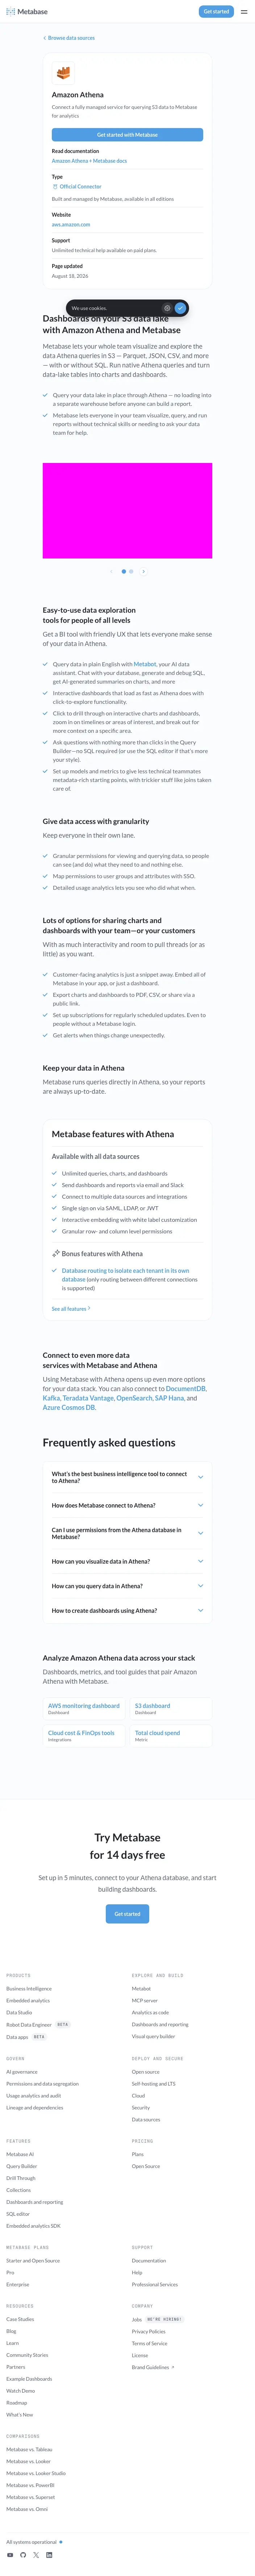 Metabase
Get started
Browse data sources
Amazon Athena
Connect a fully managed service for querying S3 data to Metabase
for analytics
Get started with Metabase
Read documentation
Amazon Athena + Metabase docs
Type
Official Connector
Built and managed by Metabase, available in all editions
Website
aws.amazon.com
Support
Unlimited technical help available on paid plans.
Page updated
August 18, 2026
We use cookies.
Dashboards on your S3 data lake
with Amazon Athena and Metabase
Metabase lets your whole team visualize and explore the
data Athena queries in S3 — Parquet, JSON, CSV, and more
— with or without SQL. Run native Athena queries and turn
data-lake tables into charts and dashboards.
Query your data lake in place through Athena — no loading into
a separate warehouse before anyone can build a report.
Metabase lets everyone in your team visualize, query, and run
reports without technical skills or needing to ask your data
team for help.
Easy-to-use data exploration
tools for people of all levels
Get a BI tool with friendly UX that lets everyone make sense
of your data in Athena.
Query data in plain English with Metabot, your AI data
assistant. Chat with your database, generate and debug SQL,
get AI-generated summaries on charts, and more
Interactive dashboards that load as fast as Athena does with
click-to-explore functionality.
Click to drill through on interactive charts and dashboards,
zoom in on timelines or areas of interest, and break out for
more context on a specific area.
Ask questions with nothing more than clicks in the Query
Builder—no SQL required (or use the SQL editor if that's more
your style).
Set up models and metrics to give less technical teammates
metadata-rich starting points, with trickier stuff like joins taken
care of.
Give data access with granularity
Keep everyone in their own lane.
Granular permissions for viewing and querying data, so people
can see (and do) what they need to and nothing else.
Map permissions to user groups and attributes with SSO.
Detailed usage analytics lets you see who did what when.
Lots of options for sharing charts and
dashboards with your team—or your customers
With as much interactivity and room to pull threads (or as
little) as you want.
Customer-facing analytics is just a snippet away. Embed all of
Metabase in your app, or just a dashboard.
Export charts and dashboards to PDF, CSV, or share via a
public link.
Set up subscriptions for regularly scheduled updates. Even to
people without a Metabase login.
Get alerts when things change unexpectedly.
Keep your data in Athena
Metabase runs queries directly in Athena, so your reports
are always up-to-date.
Metabase features with Athena
Available with all data sources
Unlimited queries, charts, and dashboards
Send dashboards and reports via email and Slack
Connect to multiple data sources and integrations
Single sign on via SAML, LDAP, or JWT
Interactive embedding with white label customization
Granular row- and column level permissions
Bonus features with Athena
Database routing to isolate each tenant in its own
database (only routing between different connections
is supported)
See all features
Connect to even more data
services with Metabase and Athena
Using Metabase with Athena opens up even more options
for your data stack. You can also connect to DocumentDB,
Kafka, Teradata Vantage, OpenSearch, SAP Hana, and
Azure Cosmos DB.
Frequently asked questions
What's the best business intelligence tool to connect
to Athena?
How does Metabase connect to Athena?
Can I use permissions from the Athena database in
Metabase?
How can you visualize data in Athena?
How can you query data in Athena?
How to create dashboards using Athena?
Analyze Amazon Athena data across your stack
Dashboards, metrics, and tool guides that pair Amazon
Athena with Metabase.
AWS monitoring dashboard
Dashboard
S3 dashboard
Dashboard
Cloud cost & FinOps tools
Integrations
Total cloud spend
Metric
Try Metabase
for 14 days free
Set up in 5 minutes, connect to your Athena database, and start
building dashboards.
Get started
PRODUCTS
Business Intelligence
Embedded analytics
Data Studio
Robot Data Engineer BETA
Data apps BETA
EXPLORE AND BUILD
Metabot
MCP server
Analytics as code
Dashboards and reporting
Visual query builder
GOVERN
AI governance
Permissions and data segregation
Usage analytics and audit
Lineage and dependencies
DEPLOY AND SECURE
Open source
Self-hosting and LTS
Cloud
Security
Data sources
FEATURES
Metabase AI
Query Builder
Drill Through
Collections
Dashboards and reporting
SQL editor
Embedded analytics SDK
PRICING
Plans
Open Source
METABASE PLANS
Starter and Open Source
Pro
Enterprise
SUPPORT
Documentation
Help
Professional Services
RESOURCES
Case Studies
Blog
Learn
Community Stories
Partners
Example Dashboards
Watch Demo
Roadmap
What's New
COMPANY
Jobs WE'RE HIRING!
Privacy Policies
Terms of Service
License
Brand Guidelines
COMPARISONS
Metabase vs. Tableau
Metabase vs. Looker
Metabase vs. Looker Studio
Metabase vs. PowerBI
Metabase vs. Superset
Metabase vs. Omni
All systems operational